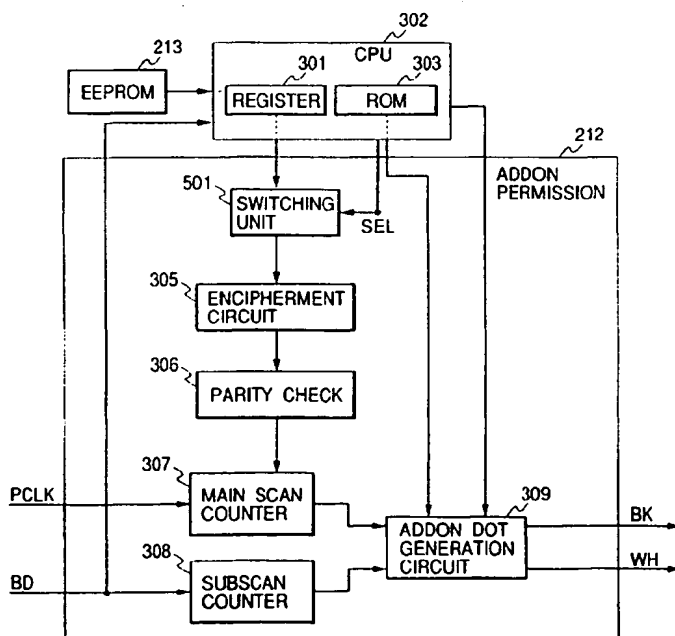 302
CPU
213
EEPROM
301
REGISTER
303
ROM
212
ADDON
PERMISSION
501
SWITCHING
UNIT
SEL
305
ENCIPHERMENT
CIRCUIT
306
PARITY CHECK
307
PCLK
MAIN SCAN
COUNTER
309
ADDON DOT
GENERATION
CIRCUIT
BK
WH
308
BD
SUBSCAN
COUNTER